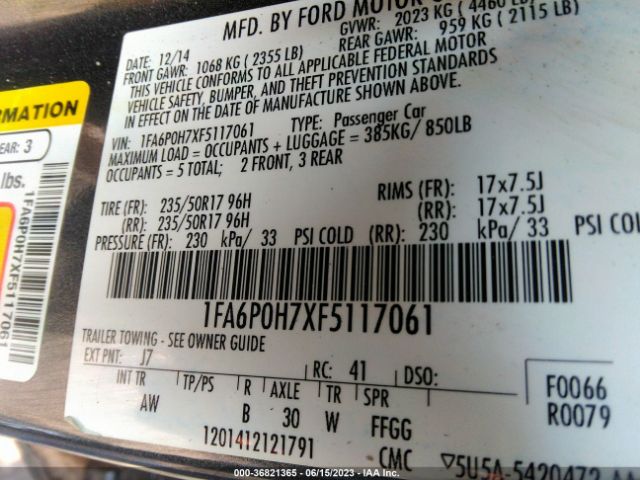 MFD. BY FORD MOTOR
DATE: 12/14 GVWR: 2023 KG ( 4460 LB)
FRONT GAWR: 1068 KG ( 2355 LB) REAR GAWR: 959 KG ( 2115 LB)
THIS VEHICLE CONFORMS TO ALL APPLICABLE FEDERAL MOTOR
VEHICLE SAFETY, BUMPER, AND THEFT PREVENTION STANDARDS
IN EFFECT ON THE DATE OF MANUFACTURE SHOWN ABOVE.
VIN: 1FA6P0H7XF5117061 TYPE: Passenger Car
MAXIMUM LOAD = OCCUPANTS + LUGGAGE = 385KG/ 850LB
OCCUPANTS = 5 TOTAL; 2 FRONT, 3 REAR
TIRE (FR): 235/50R17 96H RIMS (FR): 17x7.5J
(RR): 235/50R17 96H (RR): 17x7.5J
PRESSURE (FR): 230 kPa/ 33 PSI COLD (RR): 230 kPa/ 33 PSI COLD
1FA6P0H7XF5117061
TRAILER TOWING - SEE OWNER GUIDE
EXT PNT: J7 RC: 41 DSO:
INT TR TP/PS R AXLE TR SPR F0066
AW B 30 W FFGG R0079
1201412121791 CMC ▽5U5A-5420472-AA
ORMATION
EAR: 3
lbs.
1FA6P0H7XF5117061
© 000-36821365 - 06/15/2023 - IAA Inc.